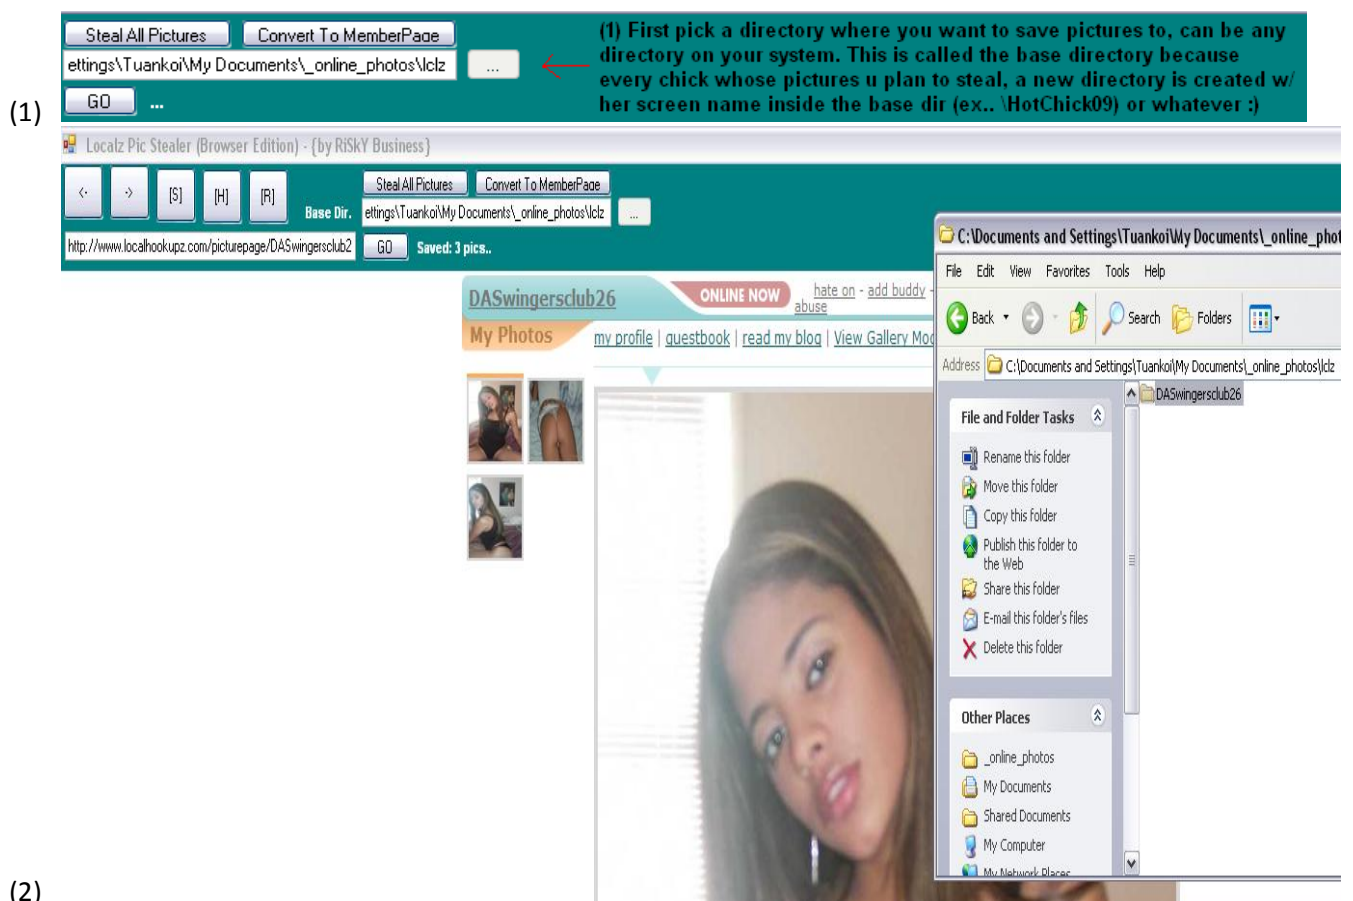 Steal All Pictures Convert To MemberPage
ettings\Tuankoi\My Documents\_online_photos\lclz ...
GO ...
(1) First pick a directory where you want to save pictures to, can be any
directory on your system. This is called the base directory because
every chick whose pictures u plan to steal, a new directory is created w/
her screen name inside the base dir (ex.. \HotChick09) or whatever :)
(1)
Localz Pic Stealer (Browser Edition) - {by RiSkY Business}
<- -> [S] [H] [R]
Steal All Pictures Convert To MemberPage
Base Dir. ettings\Tuankoi\My Documents\_online_photos\lclz ...
http://www.localhookupz.com/picturepage/DASwingersclub2 GO Saved: 3 pics..
DASwingersclub26 ONLINE NOW hate on - add buddy -
abuse
My Photos my profile | guestbook | read my blog | View Gallery Mod
C:\Documents and Settings\Tuankoi\My Documents\_online_phot
File Edit View Favorites Tools Help
Back Search Folders
Address C:\Documents and Settings\Tuankoi\My Documents\_online_photos\lclz
DASwingersclub26
File and Folder Tasks
Rename this folder
Move this folder
Copy this folder
Publish this folder to
the Web
Share this folder
E-mail this folder's files
Delete this folder
Other Places
_online_photos
My Documents
Shared Documents
My Computer
My Network Places
(2)